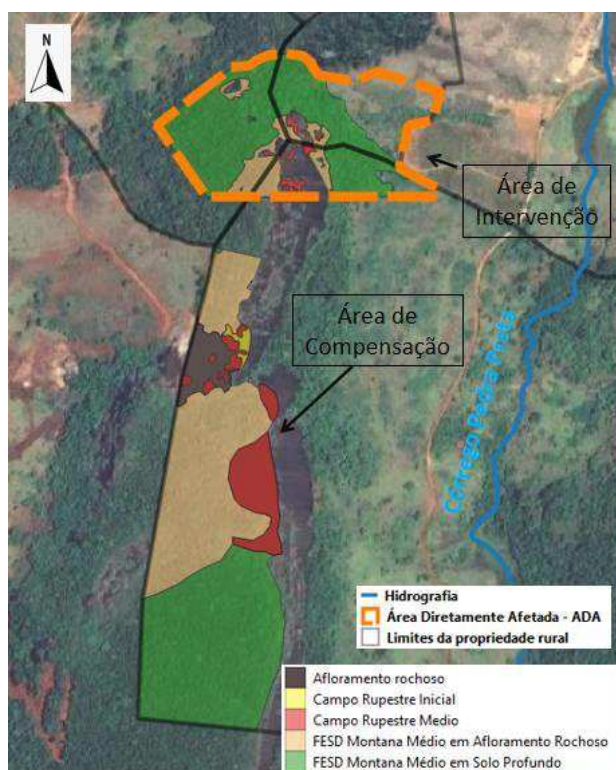 N
Área de
Intervenção
Área de
Compensação
Córrego Pedra Preta
Hidrografia
Área Diretamente Afetada - ADA
Limites da propriedade rural
Afloramento rochoso
Campo Rupestre Inicial
Campo Rupestre Medio
FESD Montana Médio em Afloramento Rochoso
FESD Montana Médio em Solo Profundo